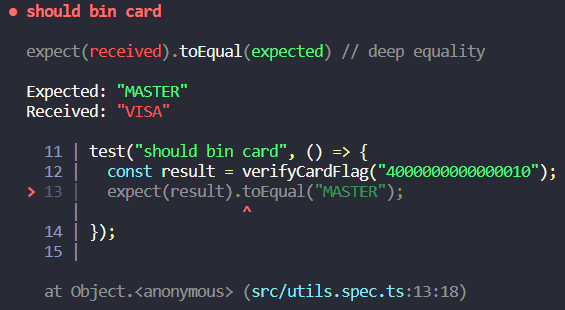 ● should bin card
expect(received).toEqual(expected) // deep equality
Expected: "MASTER"
Received: "VISA"
11 | test("should bin card", () => {
12 |   const result = verifyCardFlag("4000000000000010");
> 13 |   expect(result).toEqual("MASTER");
|                  ^
14 | });
15 |
at Object.<anonymous> (src/utils.spec.ts:13:18)